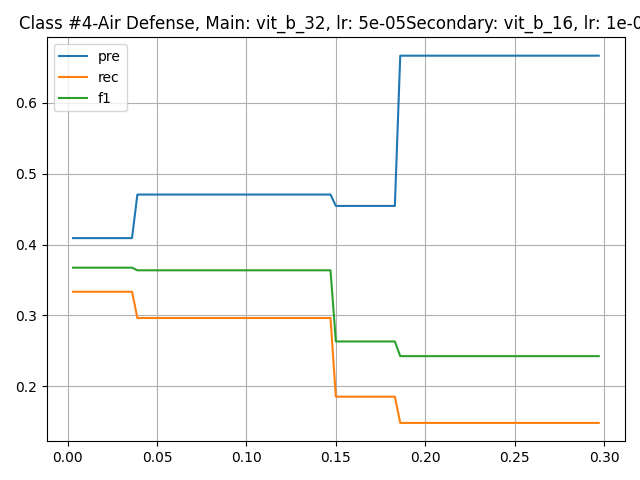 Class #4-Air Defense, Main: vit_b_32, lr: 5e-05Secondary: vit_b_16, lr: 1e-0
pre
rec
f1
0.6
0.5
0.4
0.3
0.2
0.00 0.05 0.10 0.15 0.20 0.25 0.30